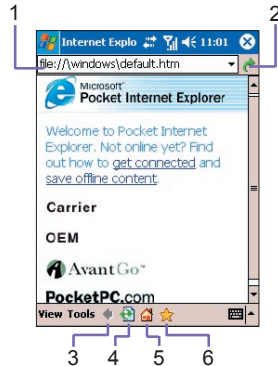 1
2
Internet Explo 11:01
file://\windows\default.htm
Microsoft®
Pocket Internet Explorer
Welcome to Pocket Internet
Explorer. Not online yet? Find
out how to get connected and
save offline content.
Carrier
OEM
AvantGo™
PocketPC.com
View Tools
3
4
5
6